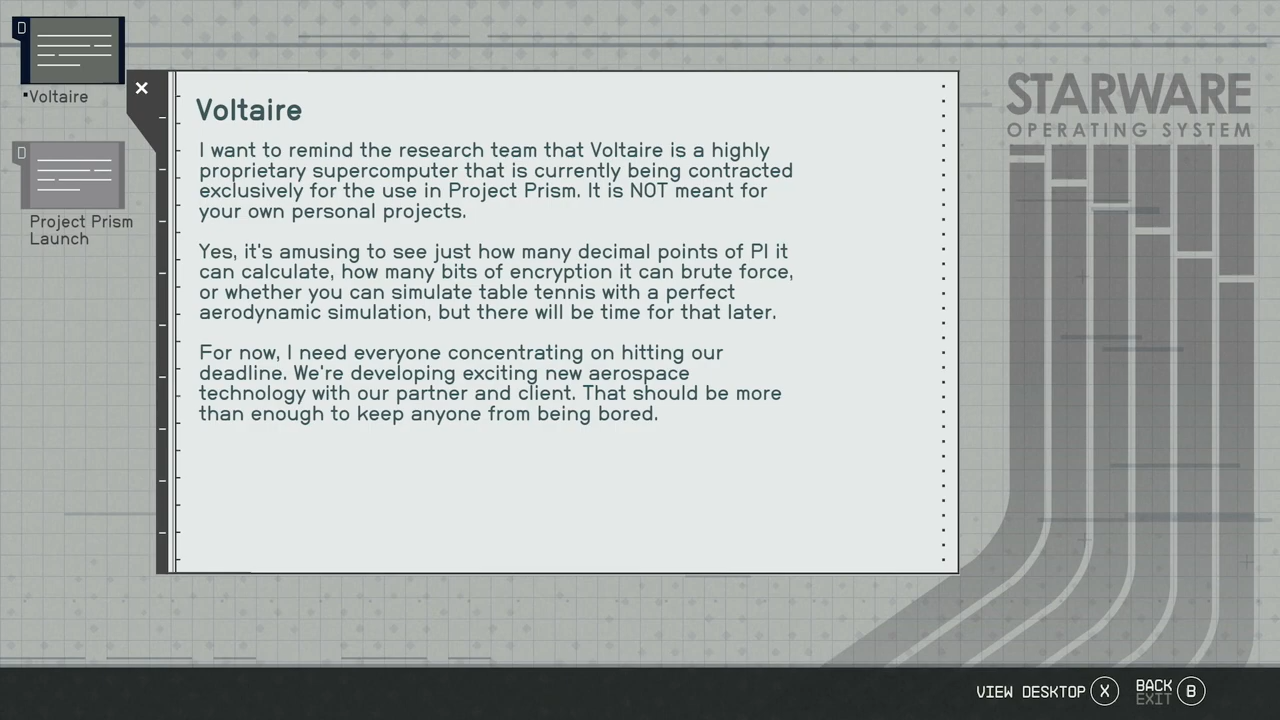 D
Voltaire
D
Project Prism
Launch
×
Voltaire
I want to remind the research team that Voltaire is a highly
proprietary supercomputer that is currently being contracted
exclusively for the use in Project Prism. It is NOT meant for
your own personal projects.
Yes, it's amusing to see just how many decimal points of PI it
can calculate, how many bits of encryption it can brute force,
or whether you can simulate table tennis with a perfect
aerodynamic simulation, but there will be time for that later.
For now, I need everyone concentrating on hitting our
deadline. We're developing exciting new aerospace
technology with our partner and client. That should be more
than enough to keep anyone from being bored.
STARWARE
OPERATING SYSTEM
VIEW DESKTOP X
BACK B
EXIT